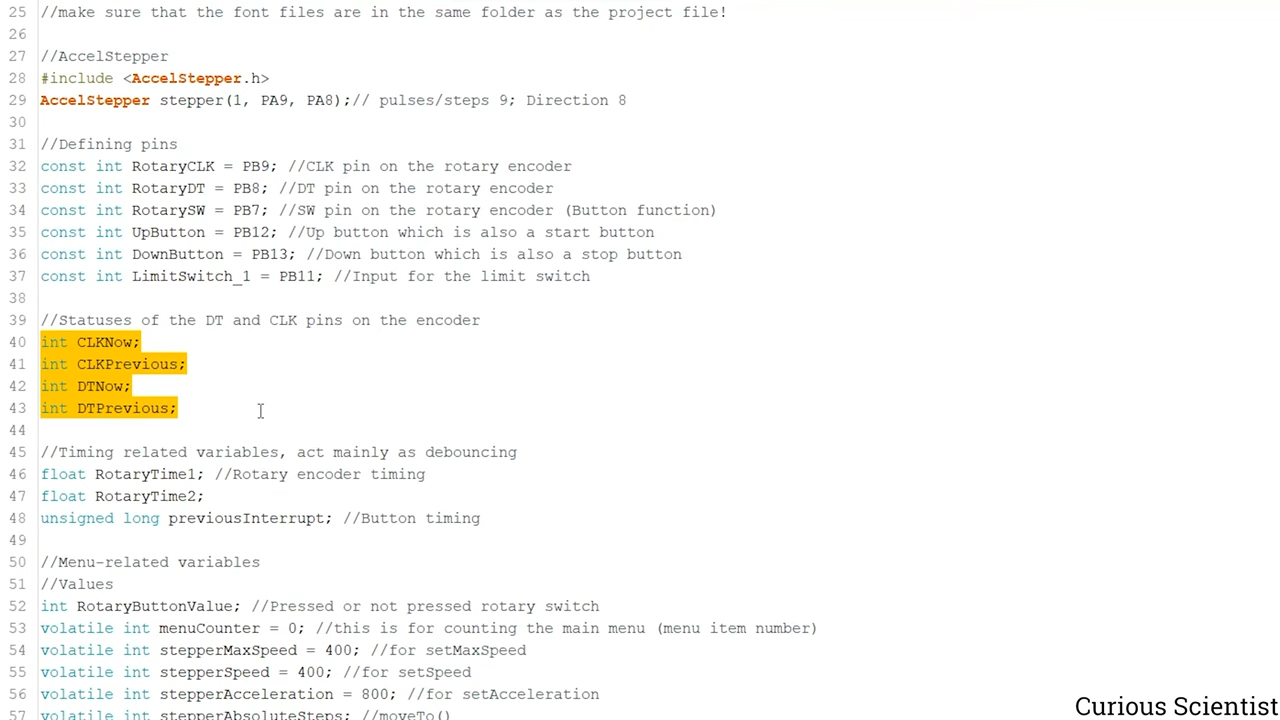 25 //make sure that the font files are in the same folder as the project file!
26
27 //AccelStepper
28 #include <AccelStepper.h>
29 AccelStepper stepper(1, PA9, PA8);// pulses/steps 9; Direction 8
30
31 //Defining pins
32 const int RotaryCLK = PB9; //CLK pin on the rotary encoder
33 const int RotaryDT = PB8; //DT pin on the rotary encoder
34 const int RotarySW = PB7; //SW pin on the rotary encoder (Button function)
35 const int UpButton = PB12; //Up button which is also a start button
36 const int DownButton = PB13; //Down button which is also a stop button
37 const int LimitSwitch_1 = PB11; //Input for the limit switch
38
39 //Statuses of the DT and CLK pins on the encoder
40 int CLKNow;
41 int CLKPrevious;
42 int DTNow;
43 int DTPrevious;
44
45 //Timing related variables, act mainly as debouncing
46 float RotaryTime1; //Rotary encoder timing
47 float RotaryTime2;
48 unsigned long previousInterrupt; //Button timing
49
50 //Menu-related variables
51 //Values
52 int RotaryButtonValue; //Pressed or not pressed rotary switch
53 volatile int menuCounter = 0; //this is for counting the main menu (menu item number)
54 volatile int stepperMaxSpeed = 400; //for setMaxSpeed
55 volatile int stepperSpeed = 400; //for setSpeed
56 volatile int stepperAcceleration = 800; //for setAcceleration
57 volatile int stepperAbsoluteSteps; //moveTo()
Curious Scientist